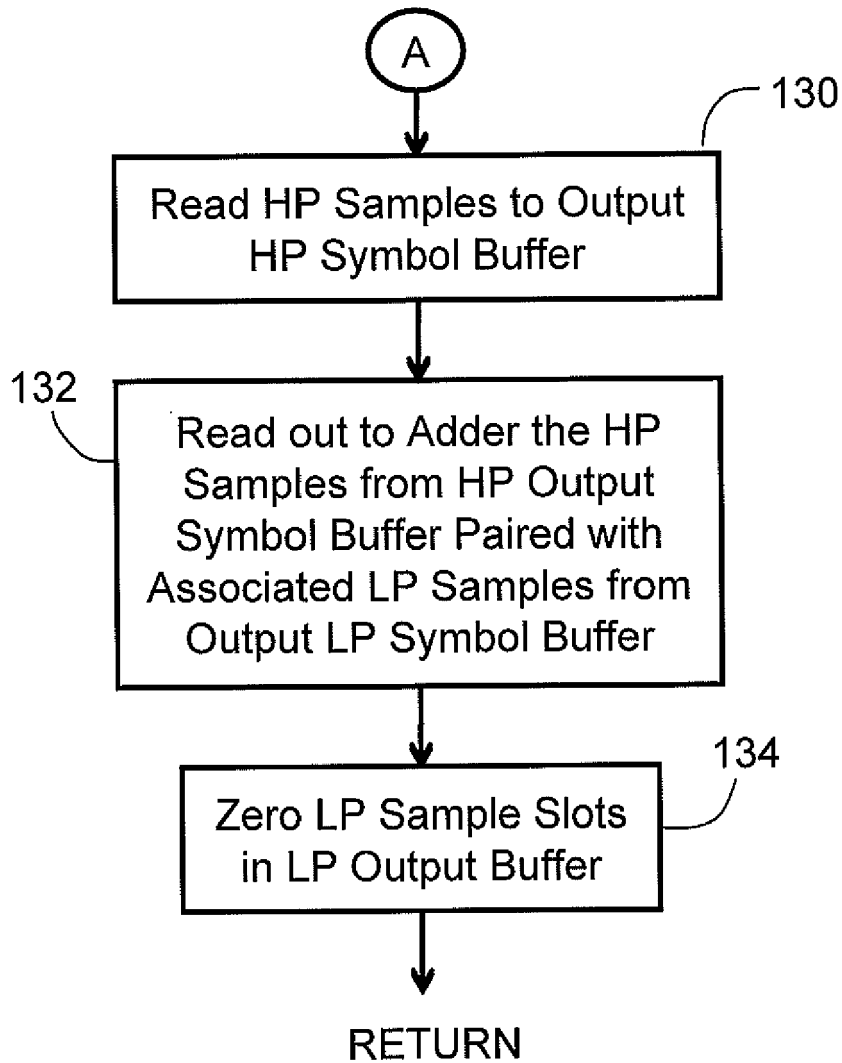 A
130
Read HP Samples to Output
HP Symbol Buffer
132
Read out to Adder the HP
Samples from HP Output
Symbol Buffer Paired with
Associated LP Samples from
Output LP Symbol Buffer
134
Zero LP Sample Slots
in LP Output Buffer
RETURN